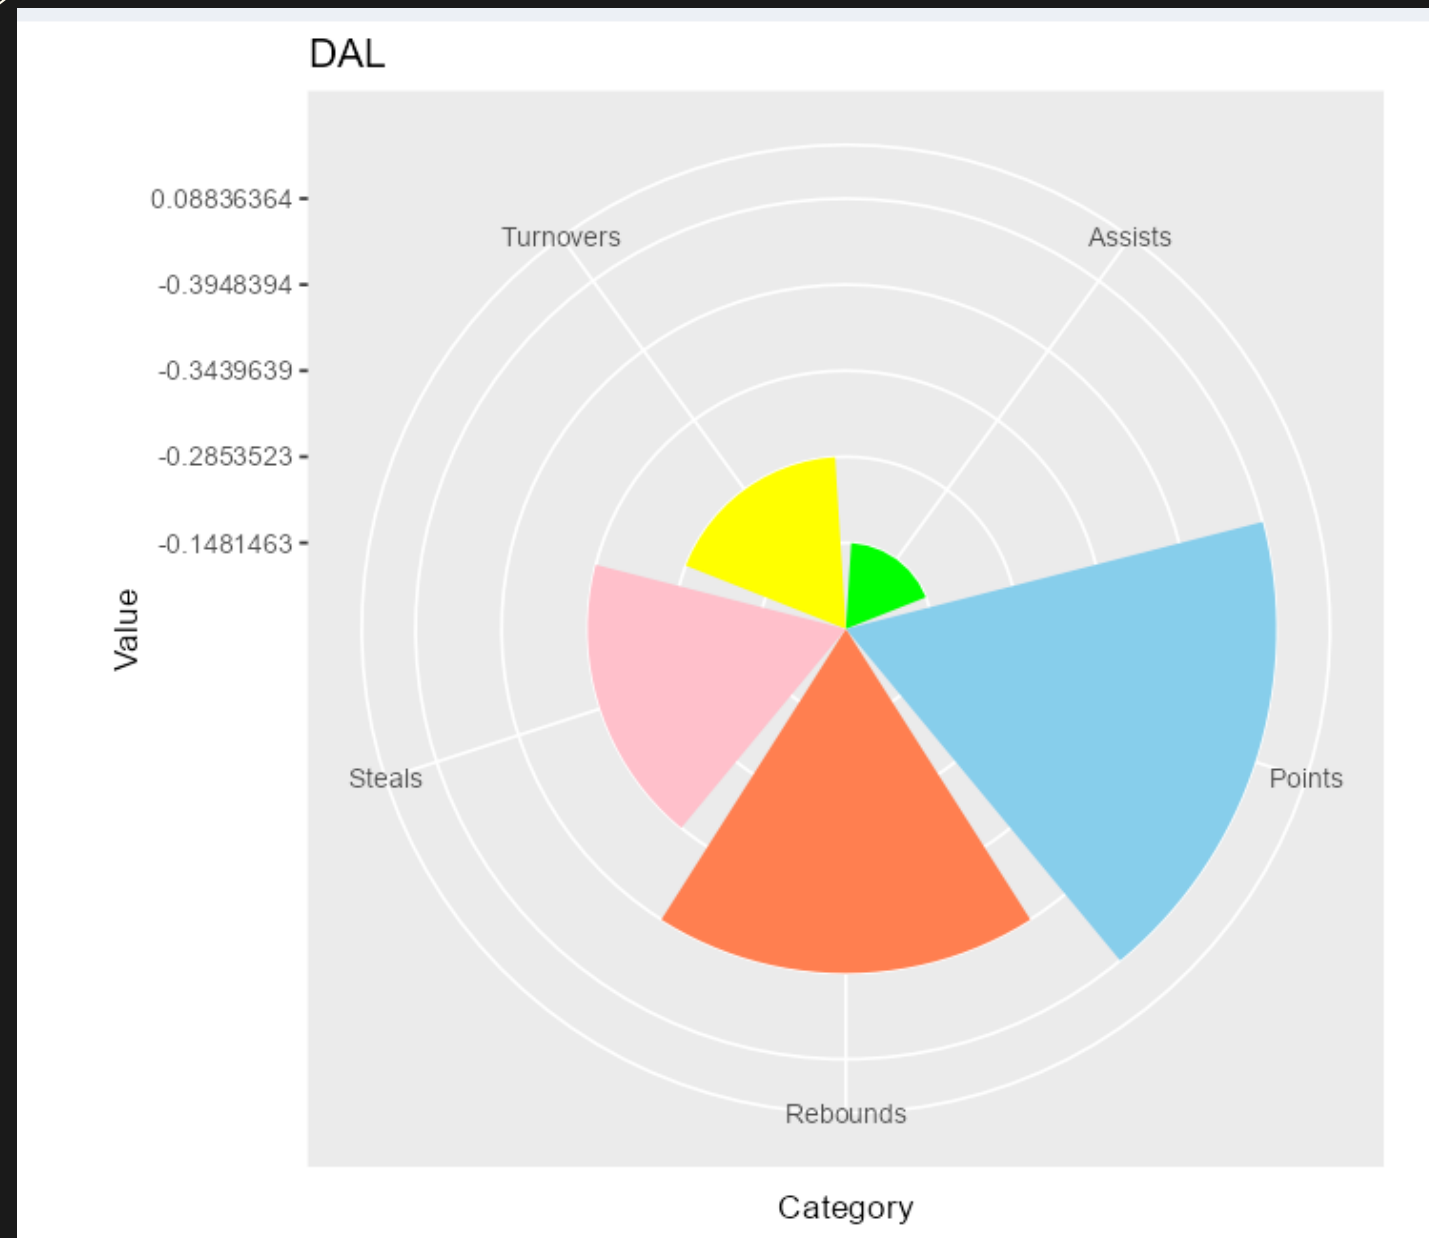 DAL
0.08836364
Turnovers
Assists
-0.3948394
-0.3439639
-0.2853523
-0.1481463
Value
Steals
Points
Rebounds
Category